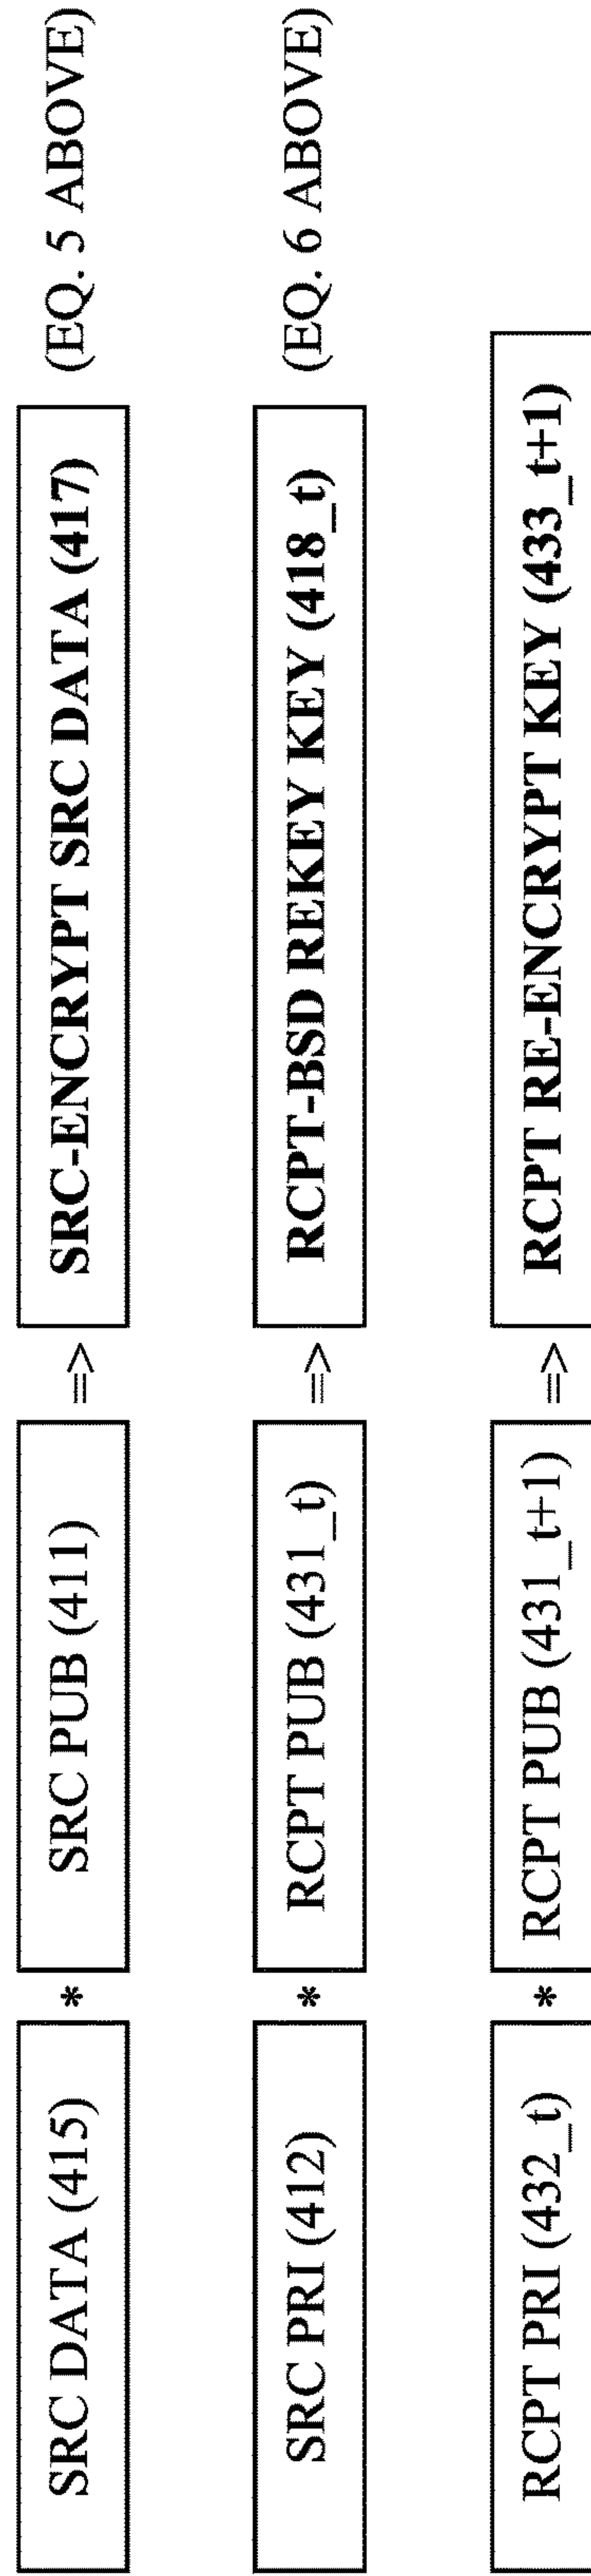 SRC DATA (415) * SRC PUB (411) => SRC-ENCRYPT SRC DATA (417) (EQ. 5 ABOVE)
SRC PRI (412) * RCPT PUB (431_t) => RCPT-BSD REKEY KEY (418_t) (EQ. 6 ABOVE)
RCPT PRI (432_t) * RCPT PUB (431_t+1) => RCPT RE-ENCRYPT KEY (433_t+1)